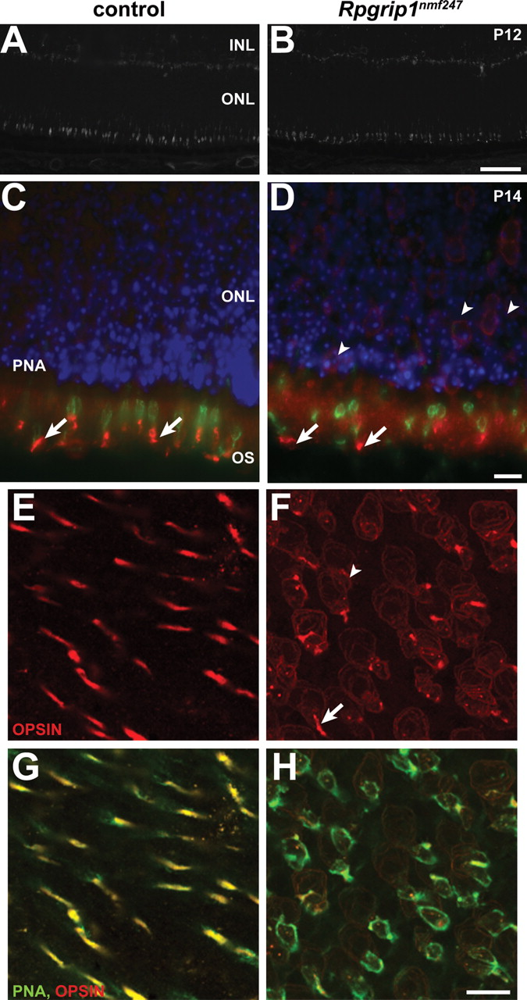 control
Rpgrip1nmf247
A
INL
ONL
B
P12
C
ONL
PNA
OS
D
P14
E
OPSIN
F
G
PNA, OPSIN
H